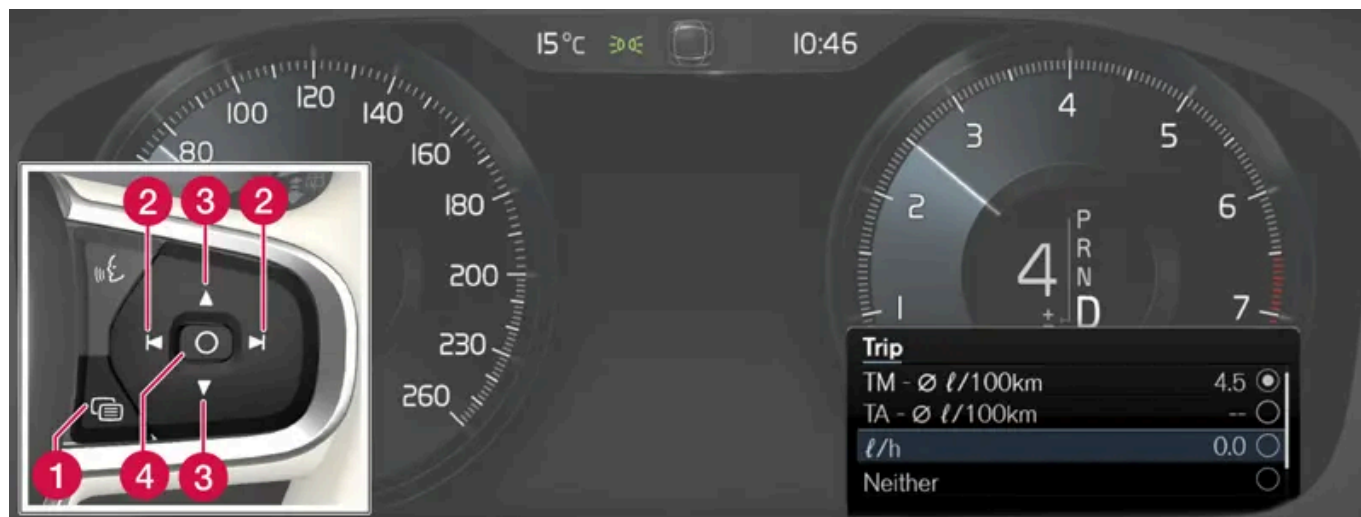 15°C 10:46
80
100
120
140
160
180
200
230
260
1
2
3
4
5
6
7
4
P
R
N
D
±
2 3 2
1 4 3
Trip
TM - Ø ℓ/100km 4.5
TA - Ø ℓ/100km --
ℓ/h 0.0
Neither